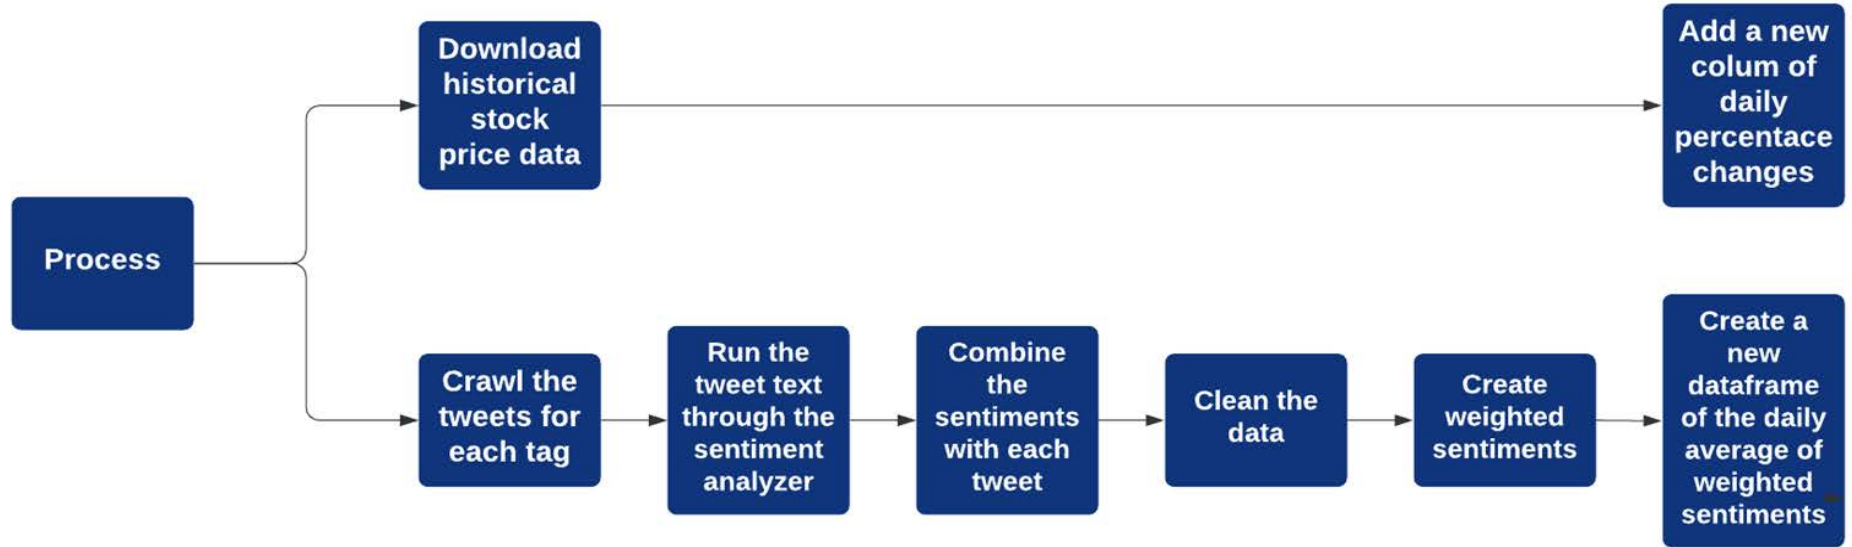 Process
Download
historical
stock
price data
Add a new
colum of
daily
percentace
changes
Crawl the
tweets for
each tag
Run the
tweet text
through the
sentiment
analyzer
Combine
the
sentiments
with each
tweet
Clean the
data
Create
weighted
sentiments
Create a
new
dataframe
of the daily
average of
weighted
sentiments